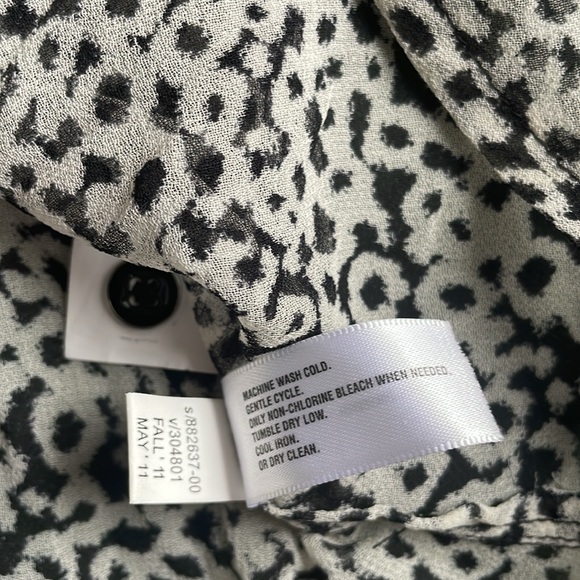 MACHINE WASH COLD.
GENTLE CYCLE.
ONLY NON-CHLORINE BLEACH WHEN NEEDED.
TUMBLE DRY LOW.
COOL IRON.
OR DRY CLEAN.
s/882637-00
v/304801
FALL ' 11
MAY ' 11